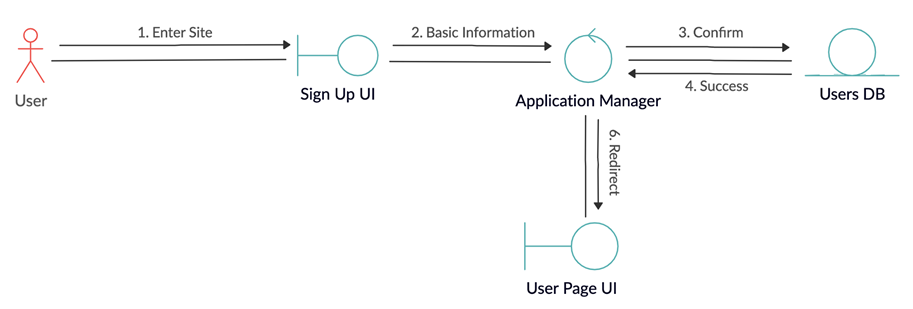 1. Enter Site
2. Basic Information
3. Confirm
4. Success
User
Sign Up UI
Application Manager
Users DB
6. Redirect
User Page UI